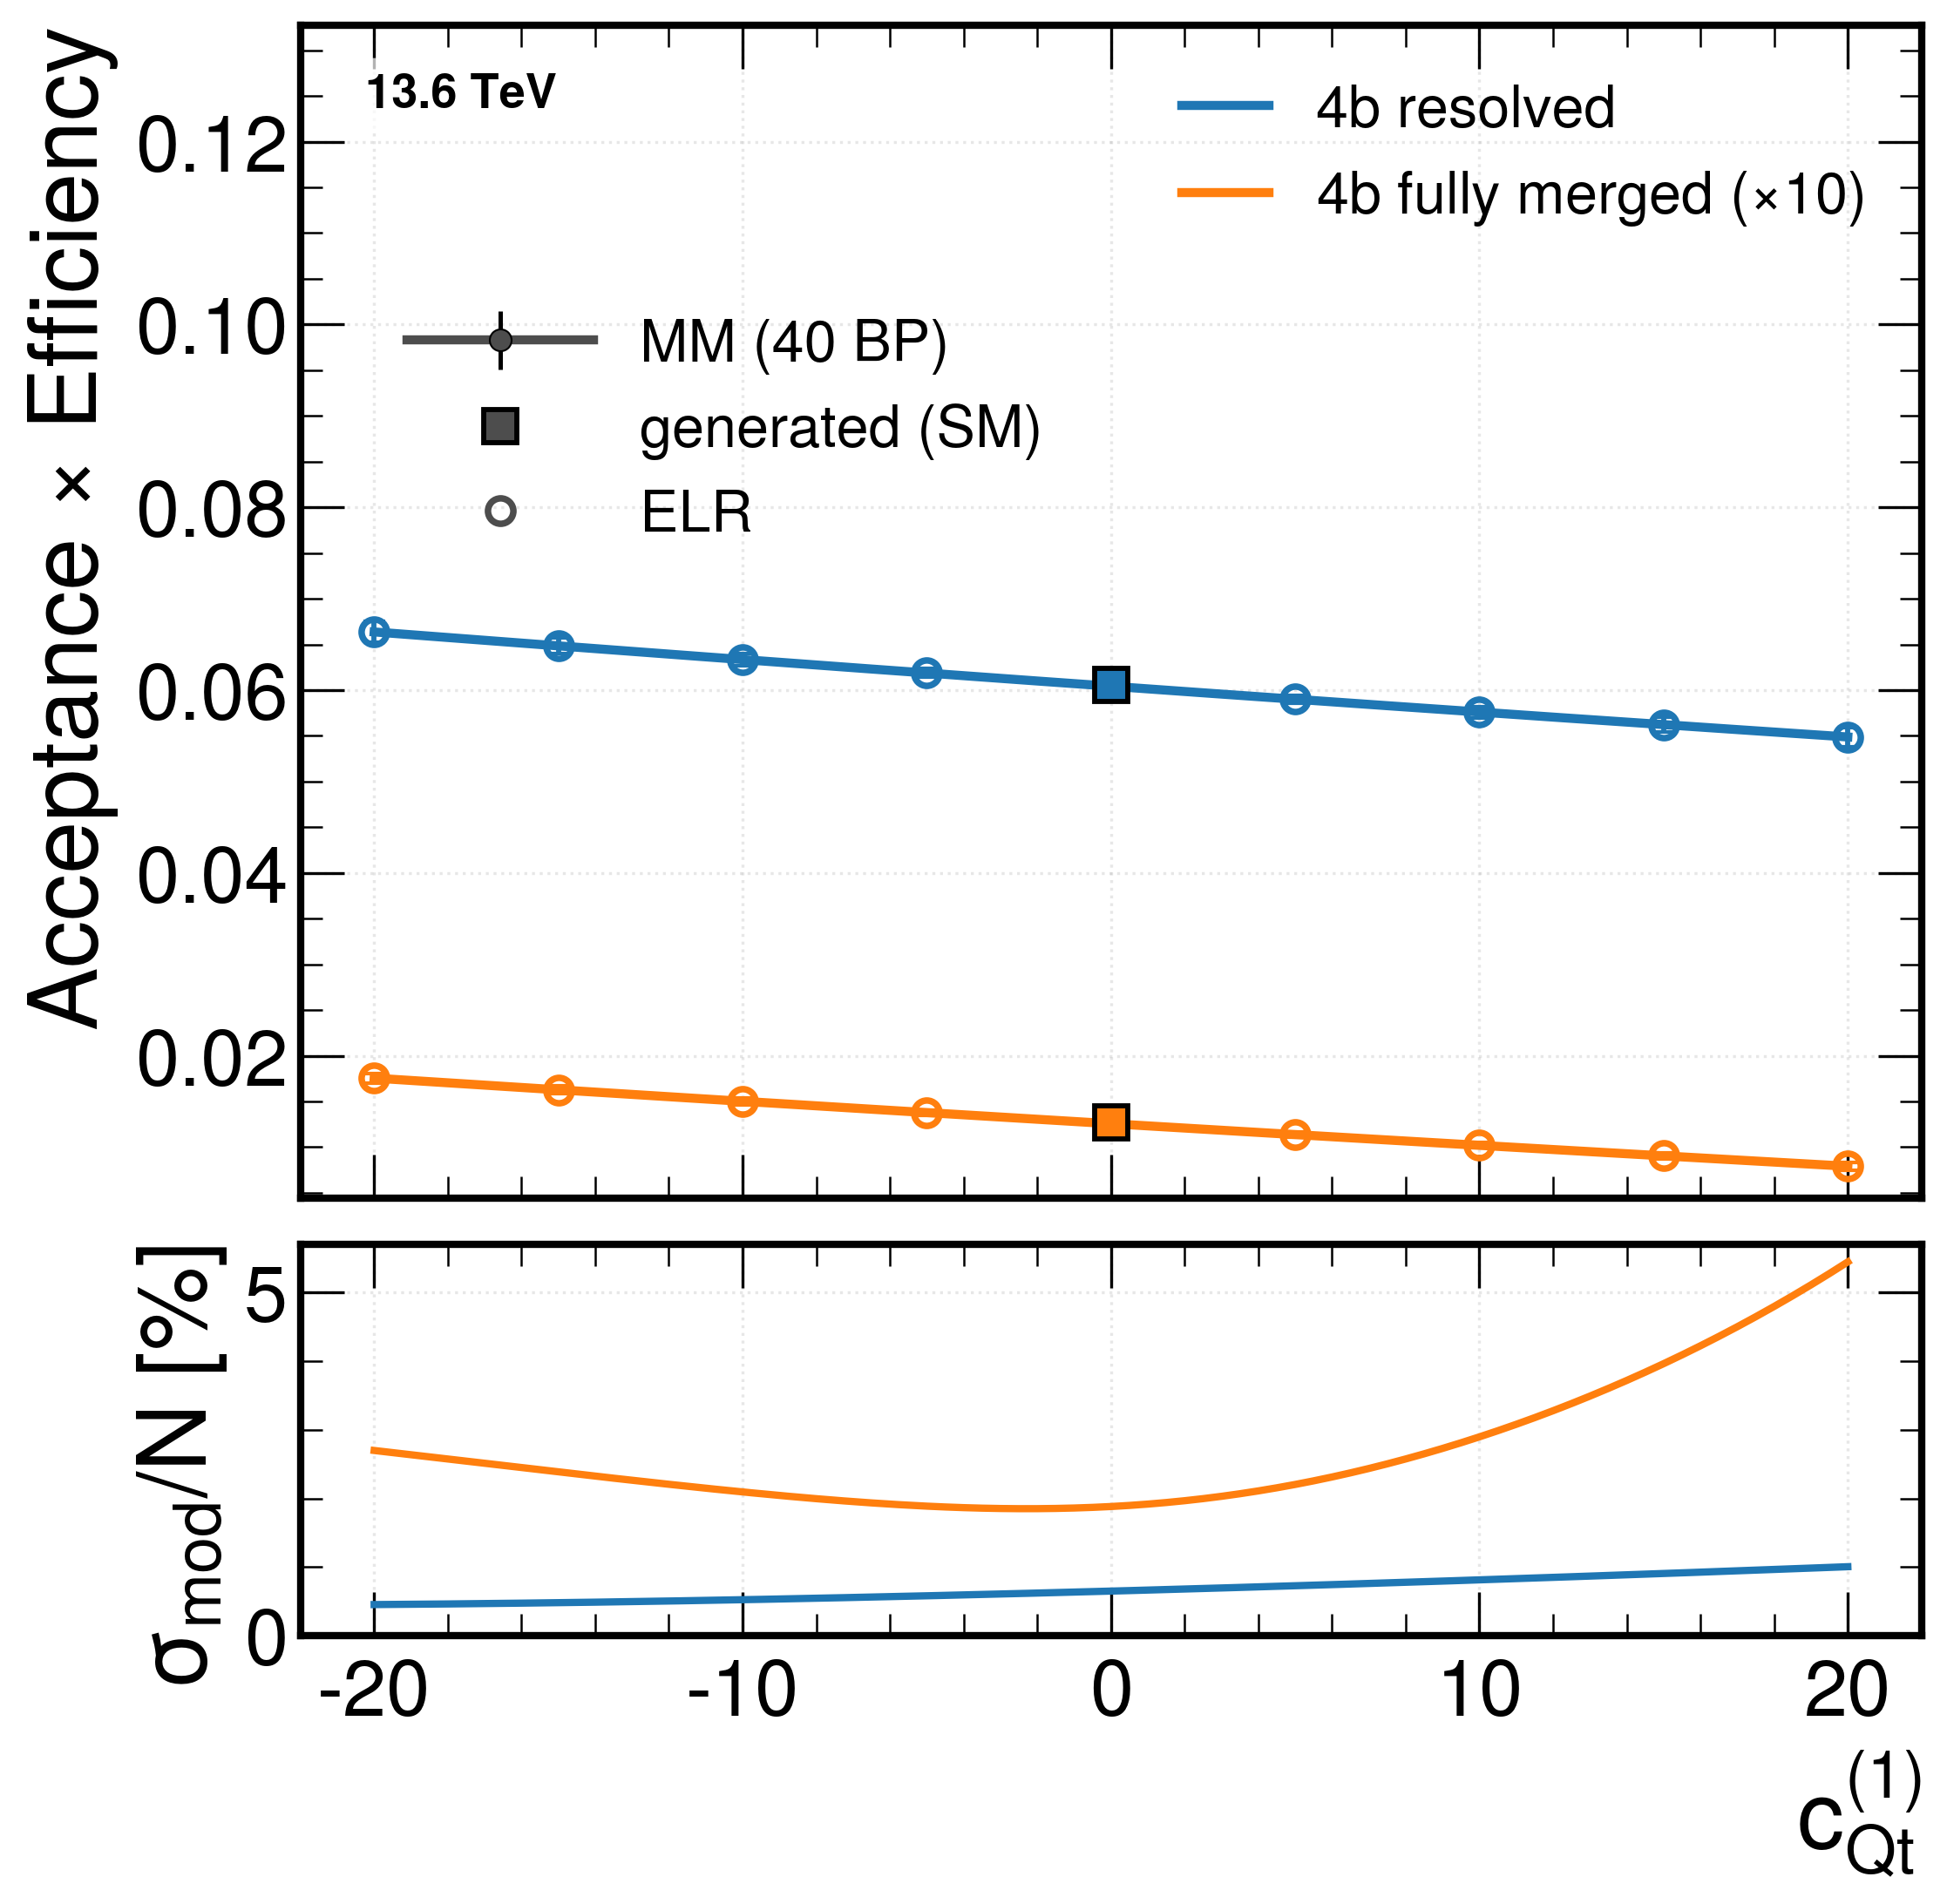 13.6 TeV
4b resolved
4b fully merged (×10)
MM (40 BP)
generated (SM)
ELR
Acceptance × Efficiency
0.12
0.10
0.08
0.06
0.04
0.02
σmod/N [%]
5
0
-20 -10 0 10 20
c(1)Qt